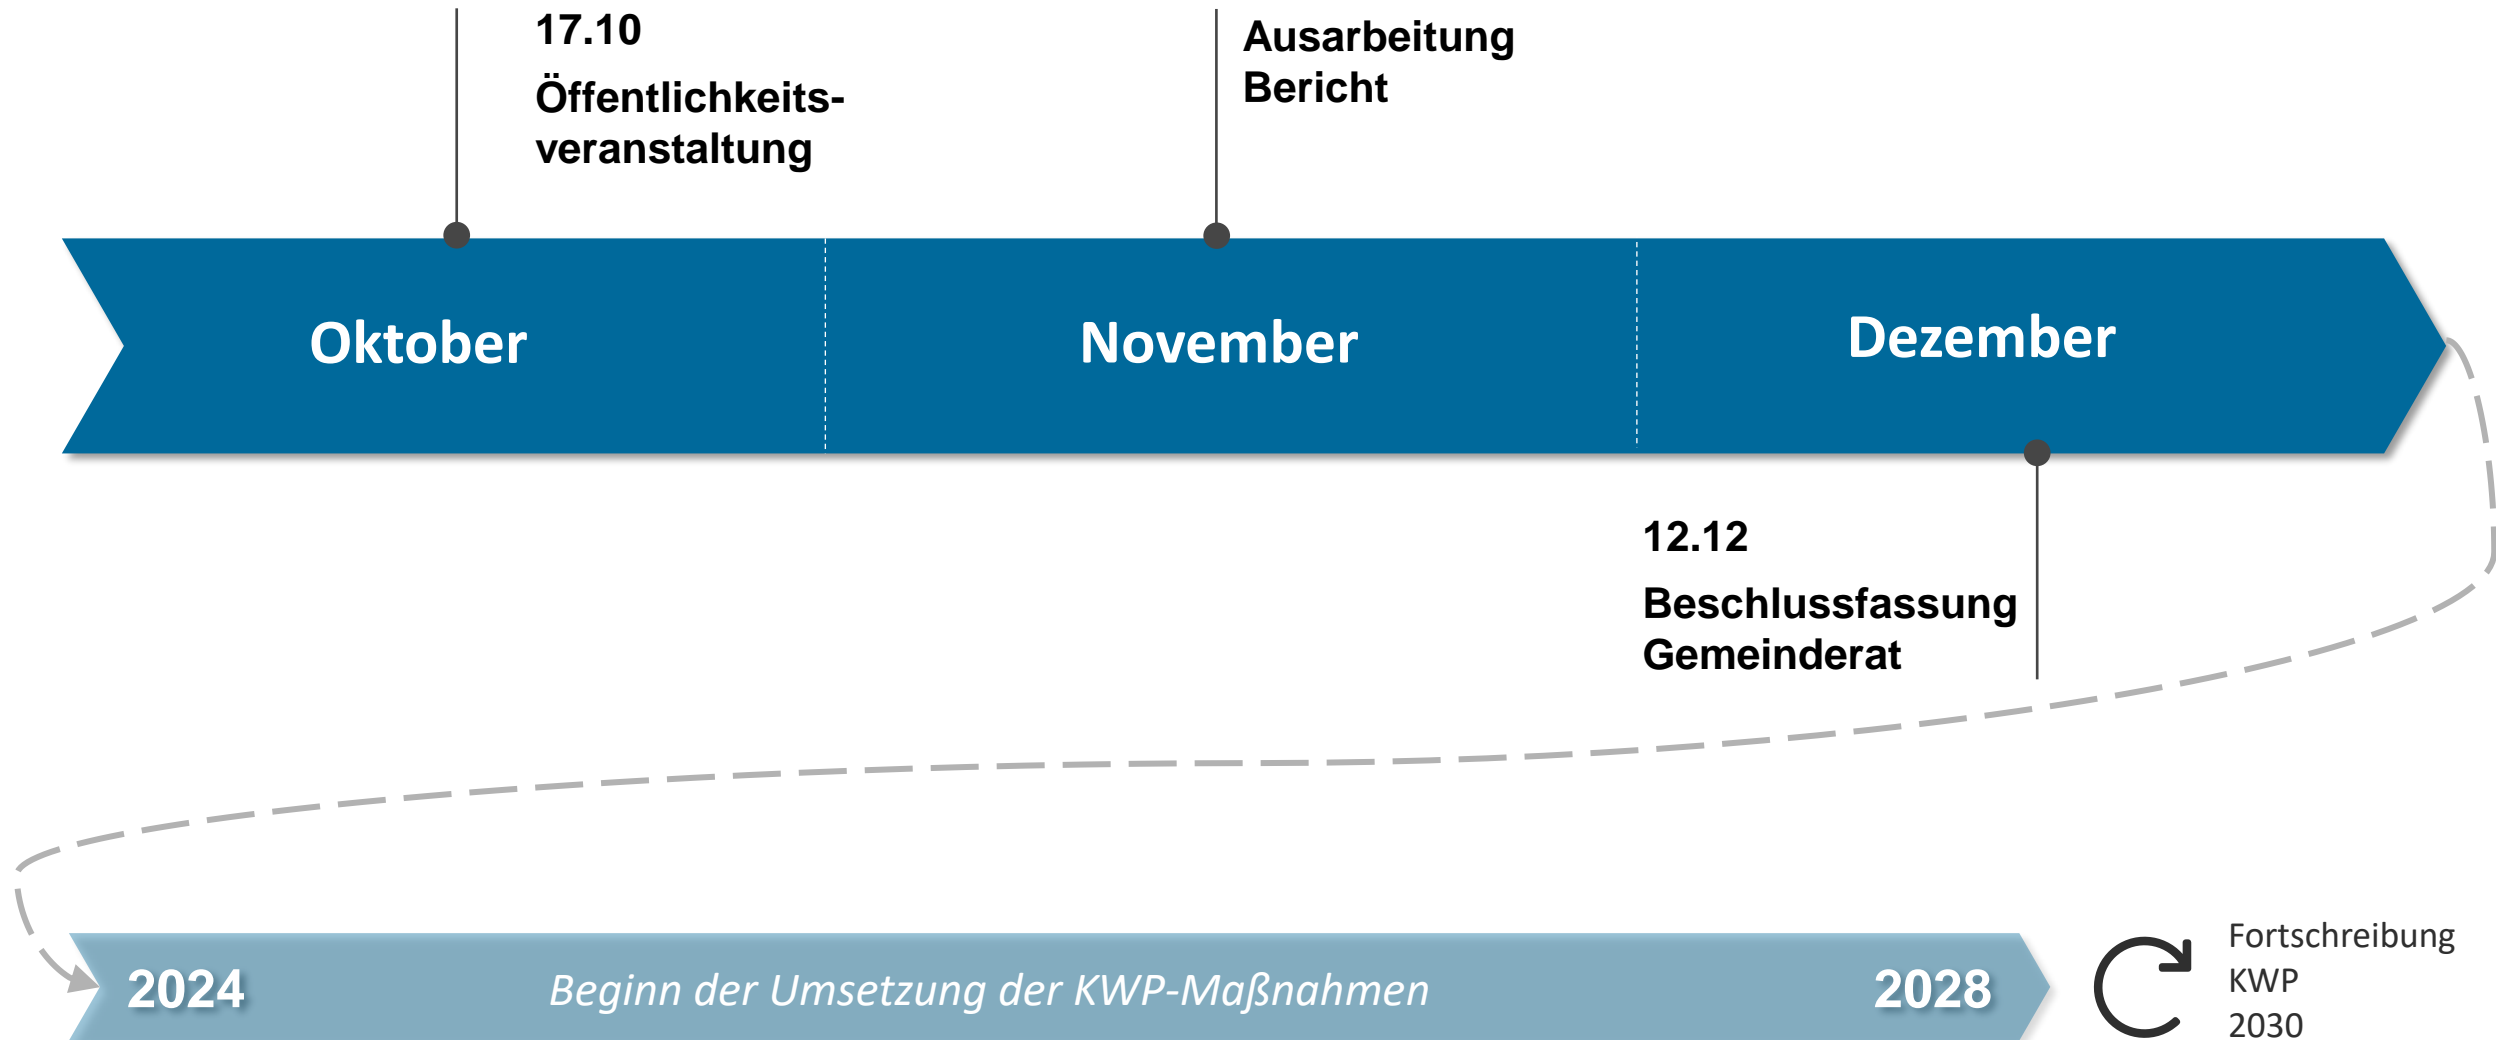 17.10
Öffentlichkeits-
veranstaltung
Ausarbeitung
Bericht
Oktober
November
Dezember
12.12
Beschlussfassung
Gemeinderat
2024
Beginn der Umsetzung der KWP-Maßnahmen
2028
Fortschreibung
KWP
2030